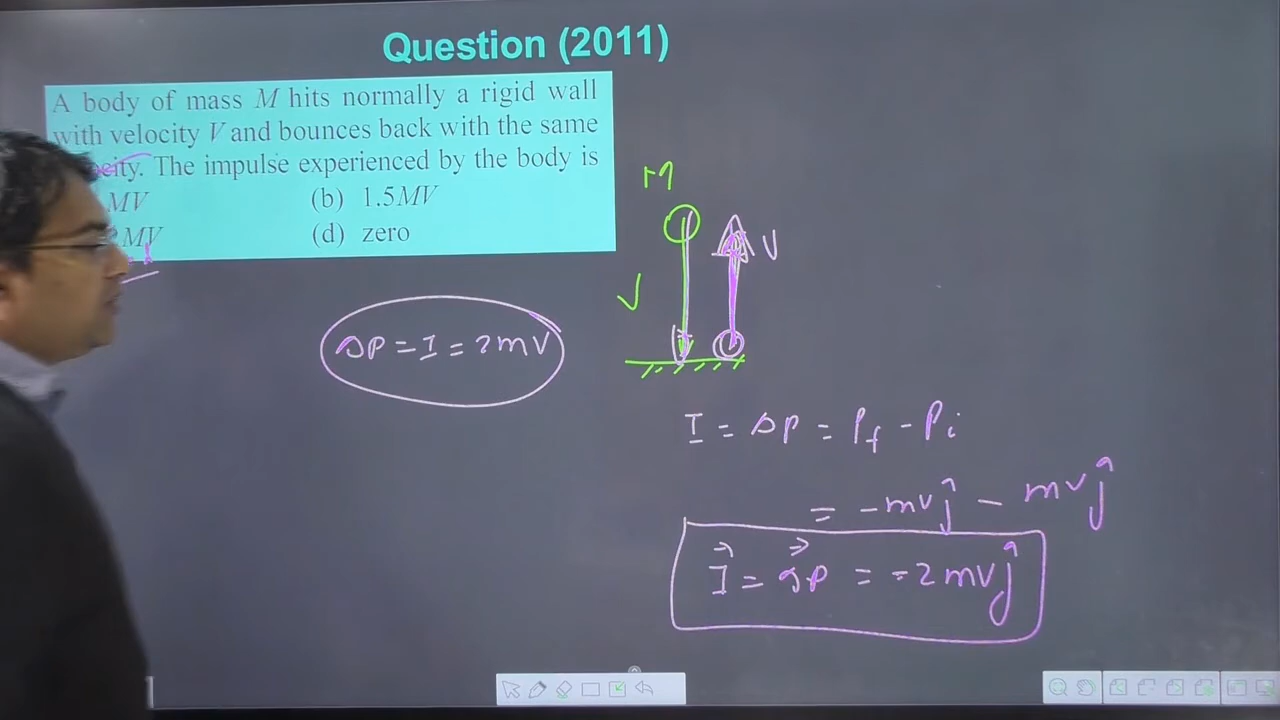 Question (2011)
A body of mass M hits normally a rigid wall
with velocity V and bounces back with the same
The impulse experienced by the body is
MV (b) 1.5MV
MV (d) zero
M
V
V
ΔP = I = 2mV
I = ΔP = Pf - Pi
= -mvĵ - mvĵ
I⃗ = ΔP⃗ = -2mvĵ